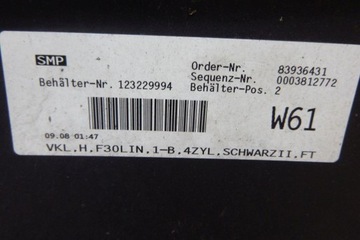 SMP
Order-Nr. 83936431
Sequenz-Nr. 0003812772
Behälter-Nr. 123229994 Behälter-Pos. 2
W61
09.08 01:47
VKL,H,F30LIN,1-B,4ZYL,SCHWARZII,FT